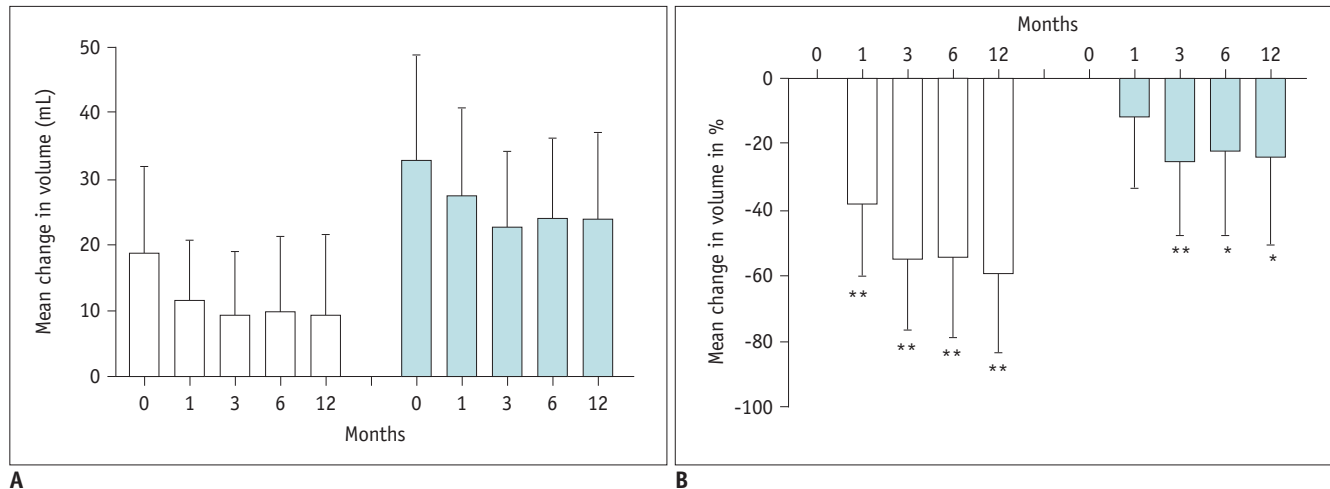 50
40
30
20
10
0
Mean change in volume (mL)
0 1 3 6 12 0 1 3 6 12
Months
A
Months
0 1 3 6 12 0 1 3 6 12
0
-20
-40
-60
-80
-100
Mean change in volume in %
** ** ** ** ** * *
B